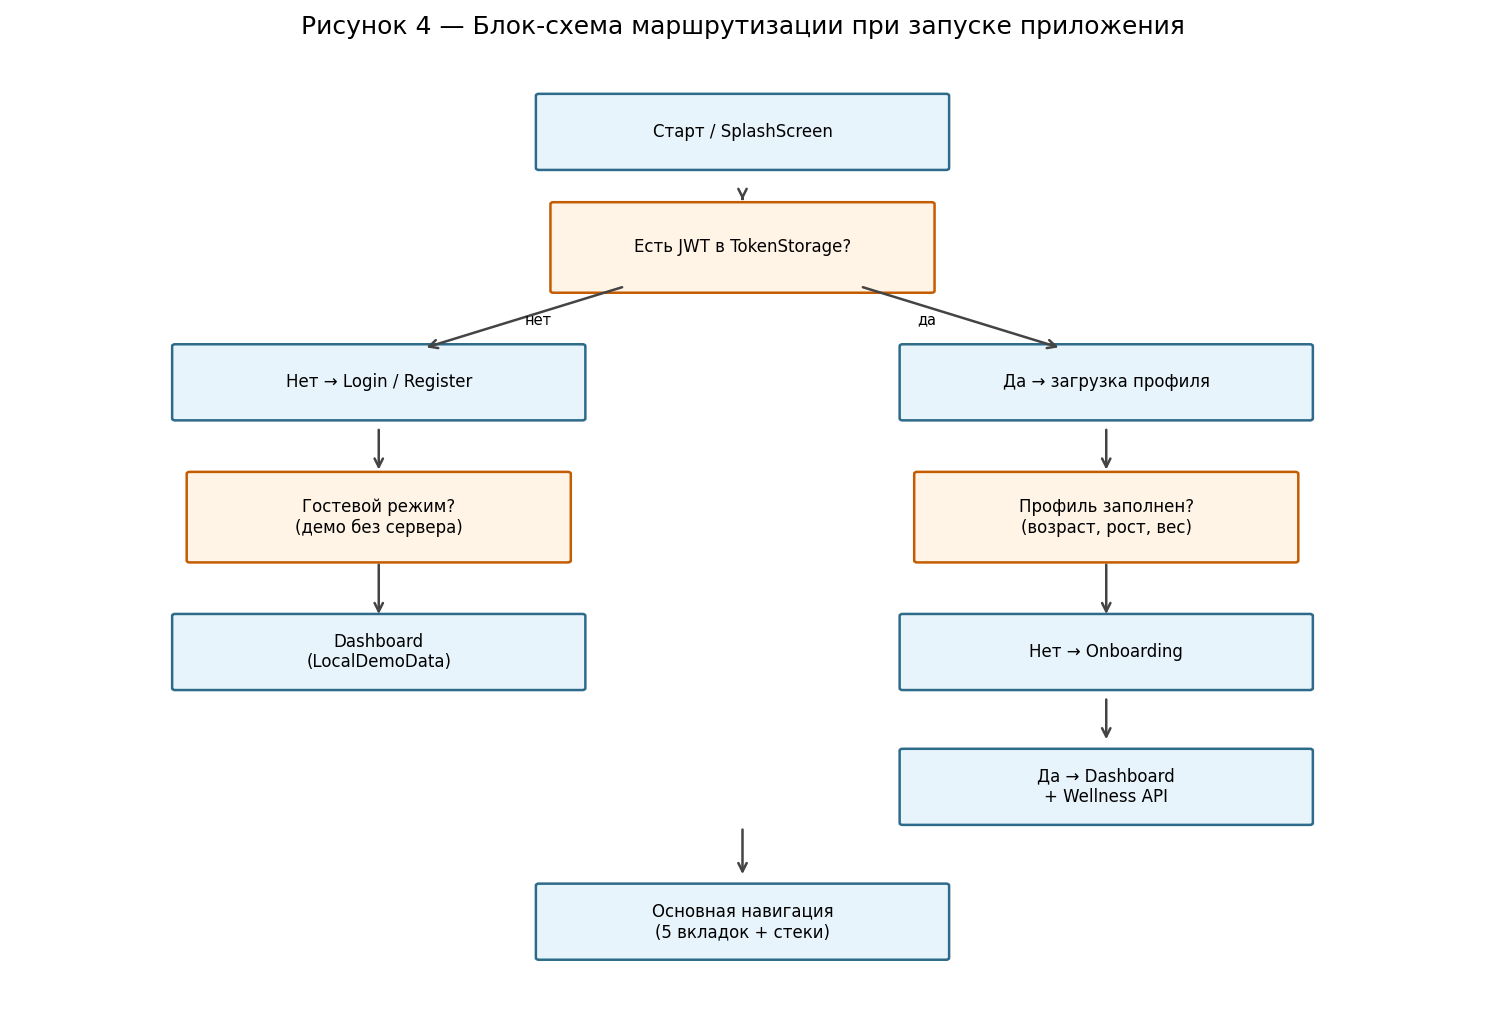 Рисунок 4 — Блок-схема маршрутизации при запуске приложения
Старт / SplashScreen
Есть JWT в TokenStorage?
нет
да
Нет → Login / Register
Да → загрузка профиля
Гостевой режим?
(демо без сервера)
Профиль заполнен?
(возраст, рост, вес)
Dashboard
(LocalDemoData)
Нет → Onboarding
Да → Dashboard
+ Wellness API
Основная навигация
(5 вкладок + стеки)